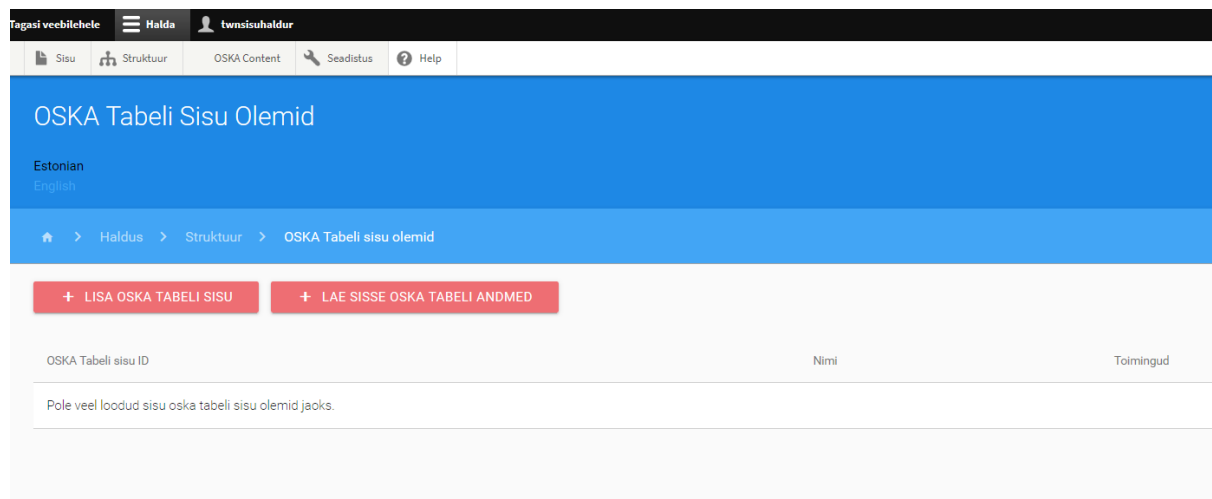 Tagasi veebilehele Halda twnsisuhaldur
Sisu Struktuur OSKA Content Seadistus Help
OSKA Tabeli Sisu Olemid
Estonian
English
> Haldus > Struktuur > OSKA Tabeli sisu olemid
+ LISA OSKA TABELI SISU + LAE SISSE OSKA TABELI ANDMED
OSKA Tabeli sisu ID Nimi Toimingud
Pole veel loodud sisu oska tabeli sisu olemid jaoks.